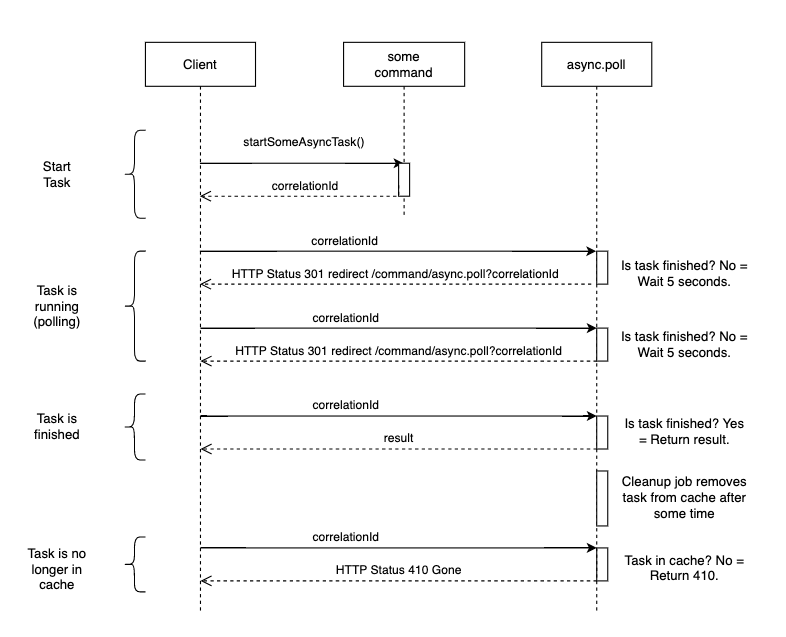 Client
some
command
async.poll
startSomeAsyncTask()
Start
Task
correlationId
correlationId
HTTP Status 301 redirect /command/async.poll?correlationId
Is task finished? No =
Wait 5 seconds.
Task is
running
(polling)
correlationId
HTTP Status 301 redirect /command/async.poll?correlationId
Is task finished? No =
Wait 5 seconds.
Task is
finished
correlationId
result
Is task finished? Yes
= Return result.
Cleanup job removes
task from cache after
some time
Task is no
longer in
cache
correlationId
HTTP Status 410 Gone
Task in cache? No =
Return 410.